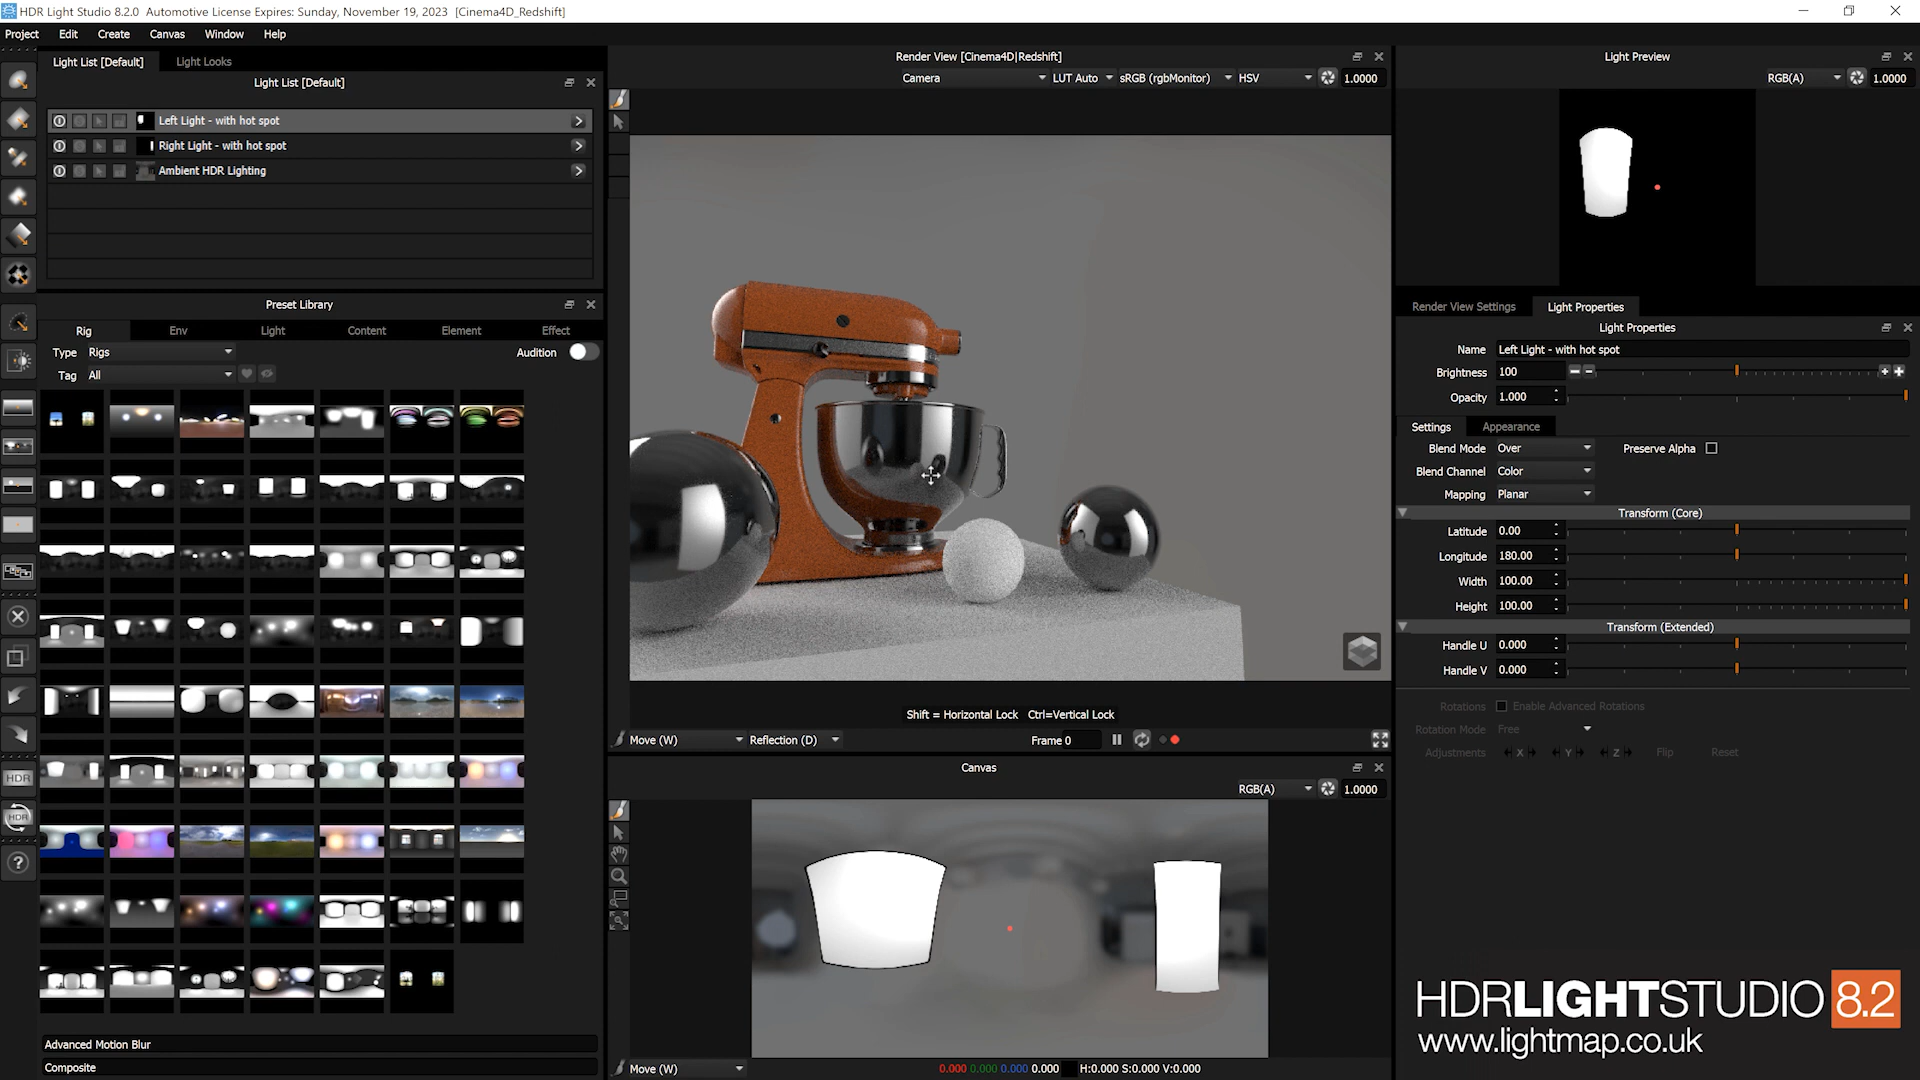 HDR Light Studio 8.2.0 Automotive License Expires: Sunday, November 19, 2023 [Cinema4D_Redshift]
Project Edit Create Canvas Window Help
Light List [Default] Light Looks
Light List [Default]
Left Light - with hot spot
Right Light - with hot spot
Ambient HDR Lighting
Preset Library
Rig Env Light Content Element Effect
Type Rigs Audition
Tag All
HDR
HDR
Advanced Motion Blur
Composite
Render View [Cinema4D|Redshift]
Camera LUT Auto sRGB (rgbMonitor) HSV 1.0000
Shift = Horizontal Lock Ctrl=Vertical Lock
Move (W) Reflection (D) Frame 0
Canvas
RGB(A) 1.0000
Move (W) 0.000 0.000 0.000 0.000 H:0.000 S:0.000 V:0.000
Light Preview
RGB(A) 1.0000
Render View Settings Light Properties
Light Properties
Name Left Light - with hot spot
Brightness 100
Opacity 1.000
Settings Appearance
Blend Mode Over Preserve Alpha
Blend Channel Color
Mapping Planar
Transform (Core)
Latitude 0.00
Longitude 180.00
Width 100.00
Height 100.00
Transform (Extended)
Handle U 0.000
Handle V 0.000
Rotations Enable Advanced Rotations
Rotation Mode Free
Adjustments X Y Z Flip Reset
HDRLIGHTSTUDIO 8.2
www.lightmap.co.uk